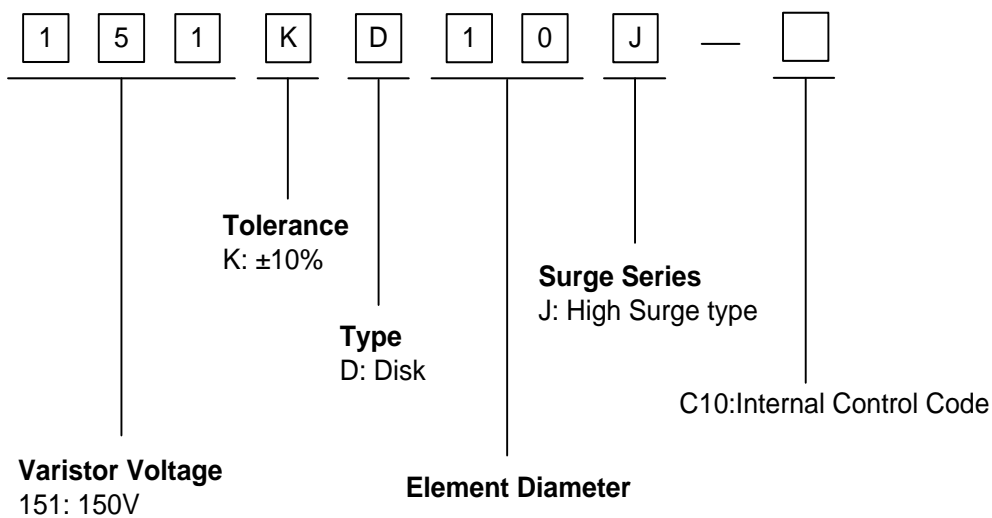 1 5 1 K D 1 0 J —
Tolerance
K: ±10%
Surge Series
J: High Surge type
Type
D: Disk
C10:Internal Control Code
Varistor Voltage
151: 150V
Element Diameter